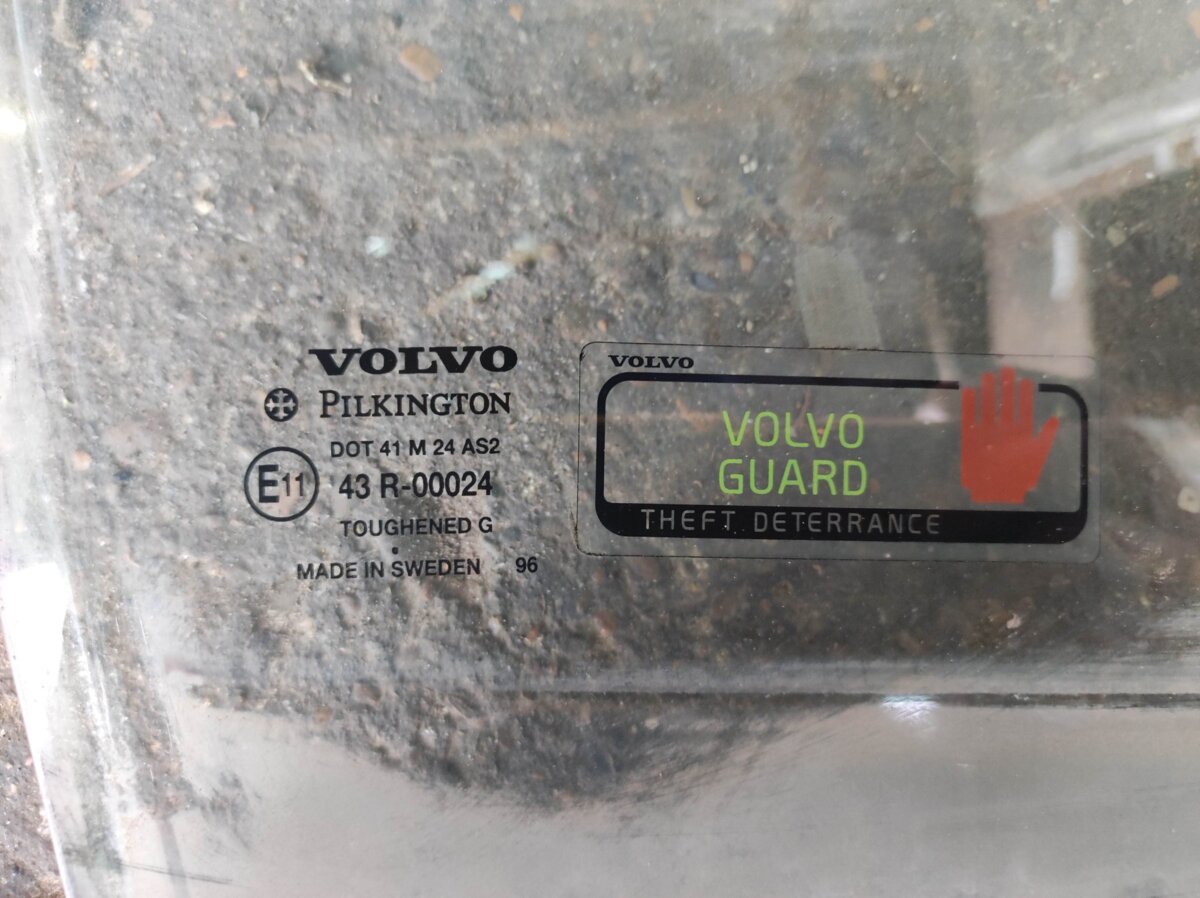 VOLVO
PILKINGTON
DOT 41 M 24 AS2
E11 43 R-00024
TOUGHENED G
MADE IN SWEDEN 96
VOLVO
VOLVO
GUARD
THEFT DETERRANCE